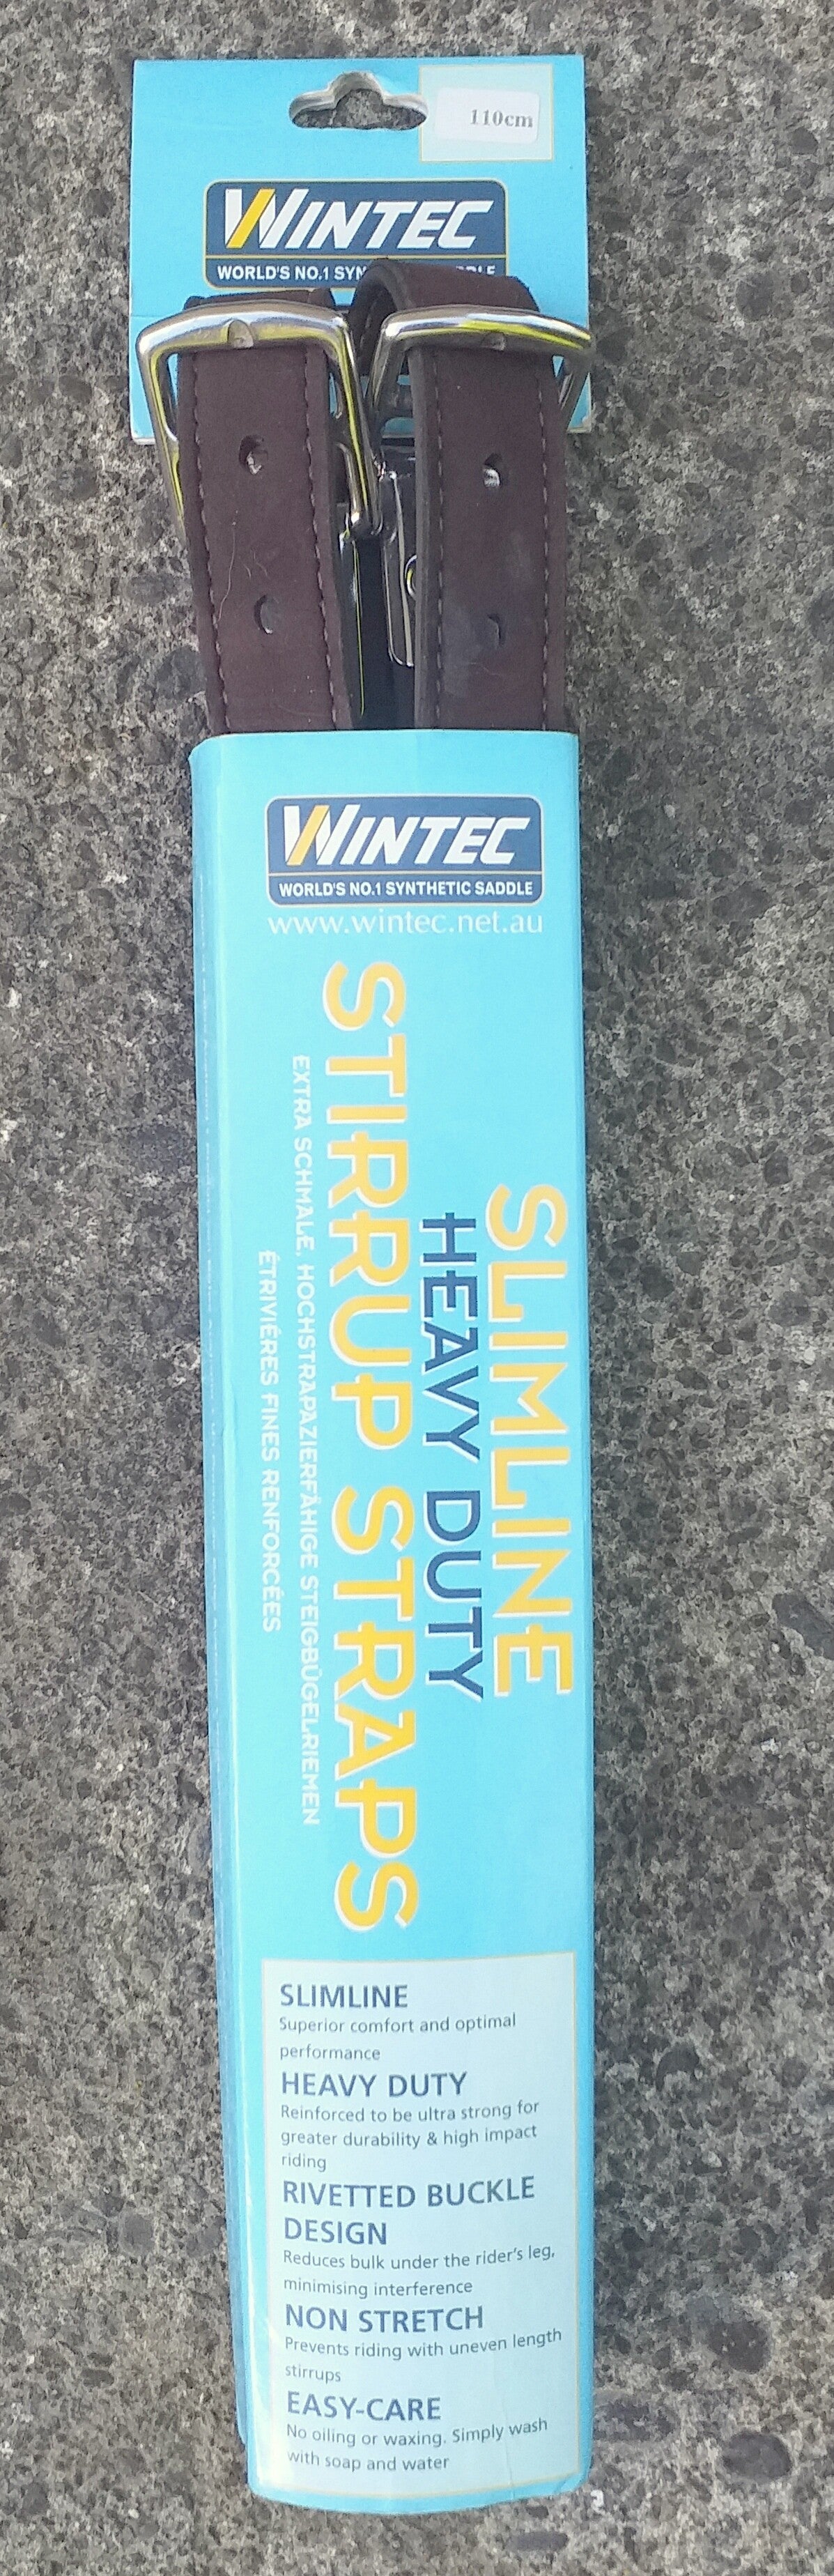 110cm
WINTEC
WORLD'S NO.1
WINTEC
WORLD'S NO.1 SYNTHETIC SADDLE
www.wintec.net.au
SLIMLINE
HEAVY DUTY
STIRRUP STRAPS
EXTRA SCHMALE, HOCHSTRAPAZIERFÄHIGE STEIGBÜGELRIEMEN
ÉTRIVIÈRES FINES RENFORCÉES
SLIMLINE
Superior comfort and optimal
performance
HEAVY DUTY
Reinforced to be ultra strong for
greater durability & high impact
riding
RIVETTED BUCKLE
DESIGN
Reduces bulk under the rider's leg,
minimising interference
NON STRETCH
Prevents riding with uneven length
stirrups
EASY-CARE
No oiling or waxing. Simply wash
with soap and water